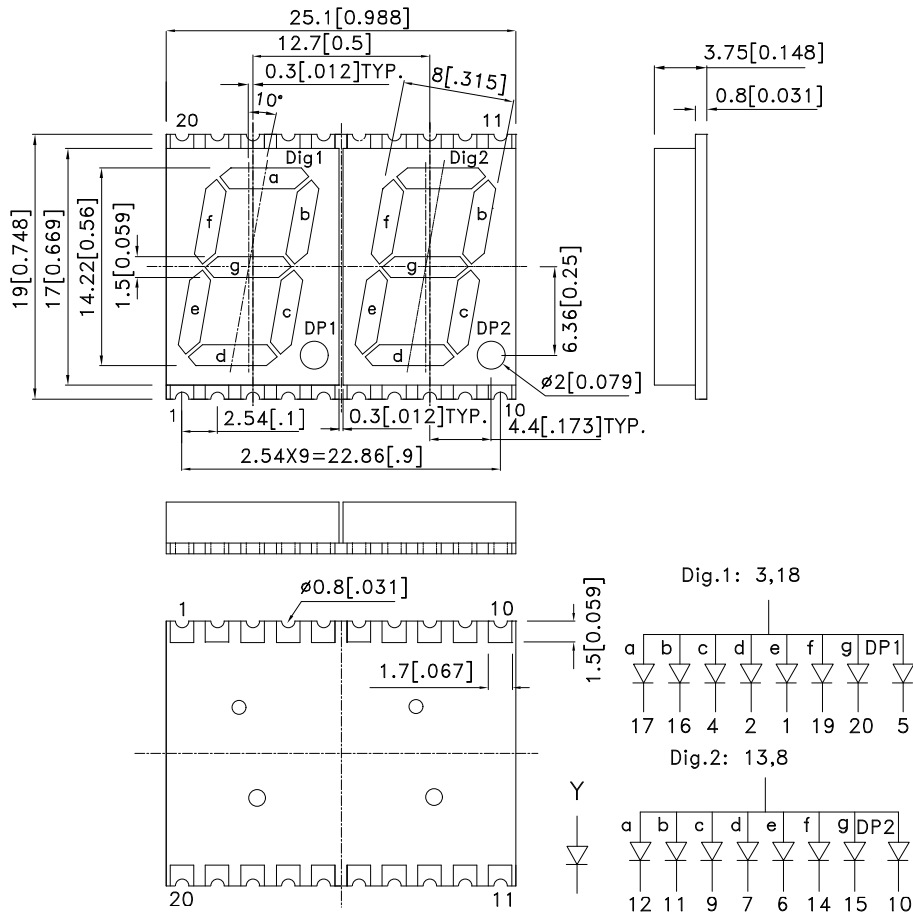 25.1[0.988]
12.7[0.5]
0.3[.012]TYP.
8[.315]
10°
3.75[0.148]
0.8[0.031]
20
11
Dig1
Dig2
a
b
f
g
e
c
d
DP1
a
b
f
g
e
c
d
DP2
19[0.748]
17[0.669]
14.22[0.56]
1.5[0.059]
6.36[0.25]
ø2[0.079]
1
10
2.54[.1]
0.3[.012]TYP.
4.4[.173]TYP.
2.54X9=22.86[.9]
ø0.8[.031]
1
10
1.5[0.059]
1.7[.067]
20
11
Dig.1: 3,18
a b c d e f g DP1
17 16 4 2 1 19 20 5
Dig.2: 13,8
Y
a b c d e f g DP2
12 11 9 7 6 14 15 10